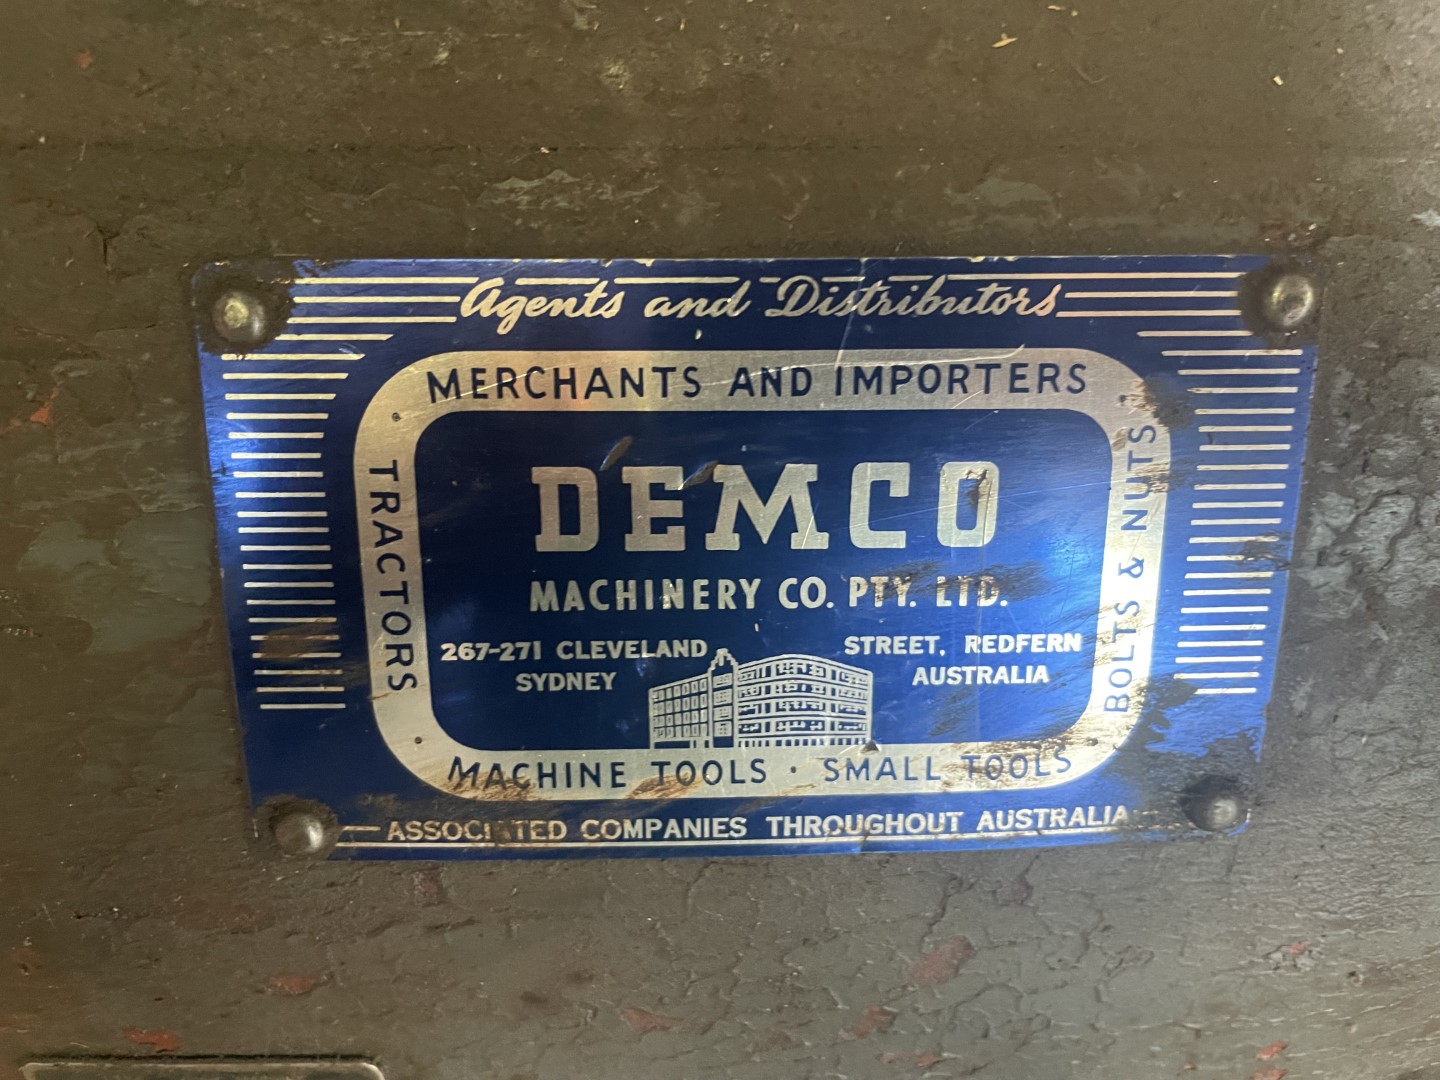 Agents and Distributors
MERCHANTS AND IMPORTERS
TRACTORS
BOLTS & NUTS
DEMCO
MACHINERY CO. PTY. LTD.
267-271 CLEVELAND STREET, REDFERN
SYDNEY AUSTRALIA
MACHINE TOOLS · SMALL TOOLS
ASSOCIATED COMPANIES THROUGHOUT AUSTRALIA